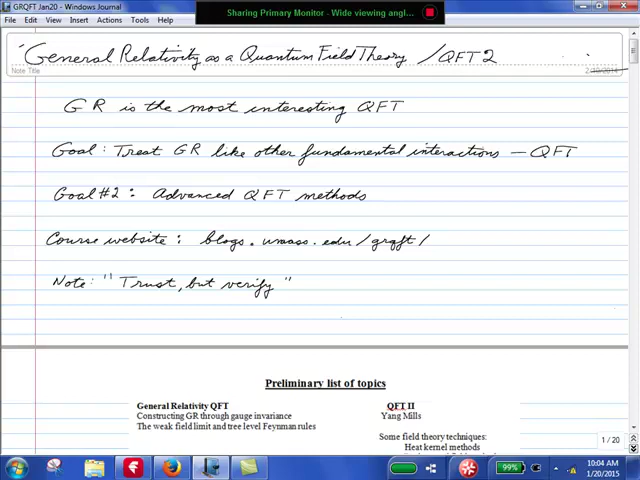 GRQFT Jan20 - Windows Journal
Sharing Primary Monitor - Wide viewing angl...
File Edit View Insert Actions Tools Help
General Relativity as a Quantum Field Theory / QFT 2
Note Title
GR is the most interesting QFT
Goal: Treat GR like other fundamental interactions — QFT
Goal #2: Advanced QFT methods
Course website: blogs.umass.edu/grqft/
Note: "Trust, but verify"
Preliminary list of topics
General Relativity QFT QFT II
Constructing GR through gauge invariance Yang Mills
The weak field limit and tree level Feynman rules
Some field theory techniques:
Heat kernel methods
1 / 20
99%
10:04 AM
1/20/2015